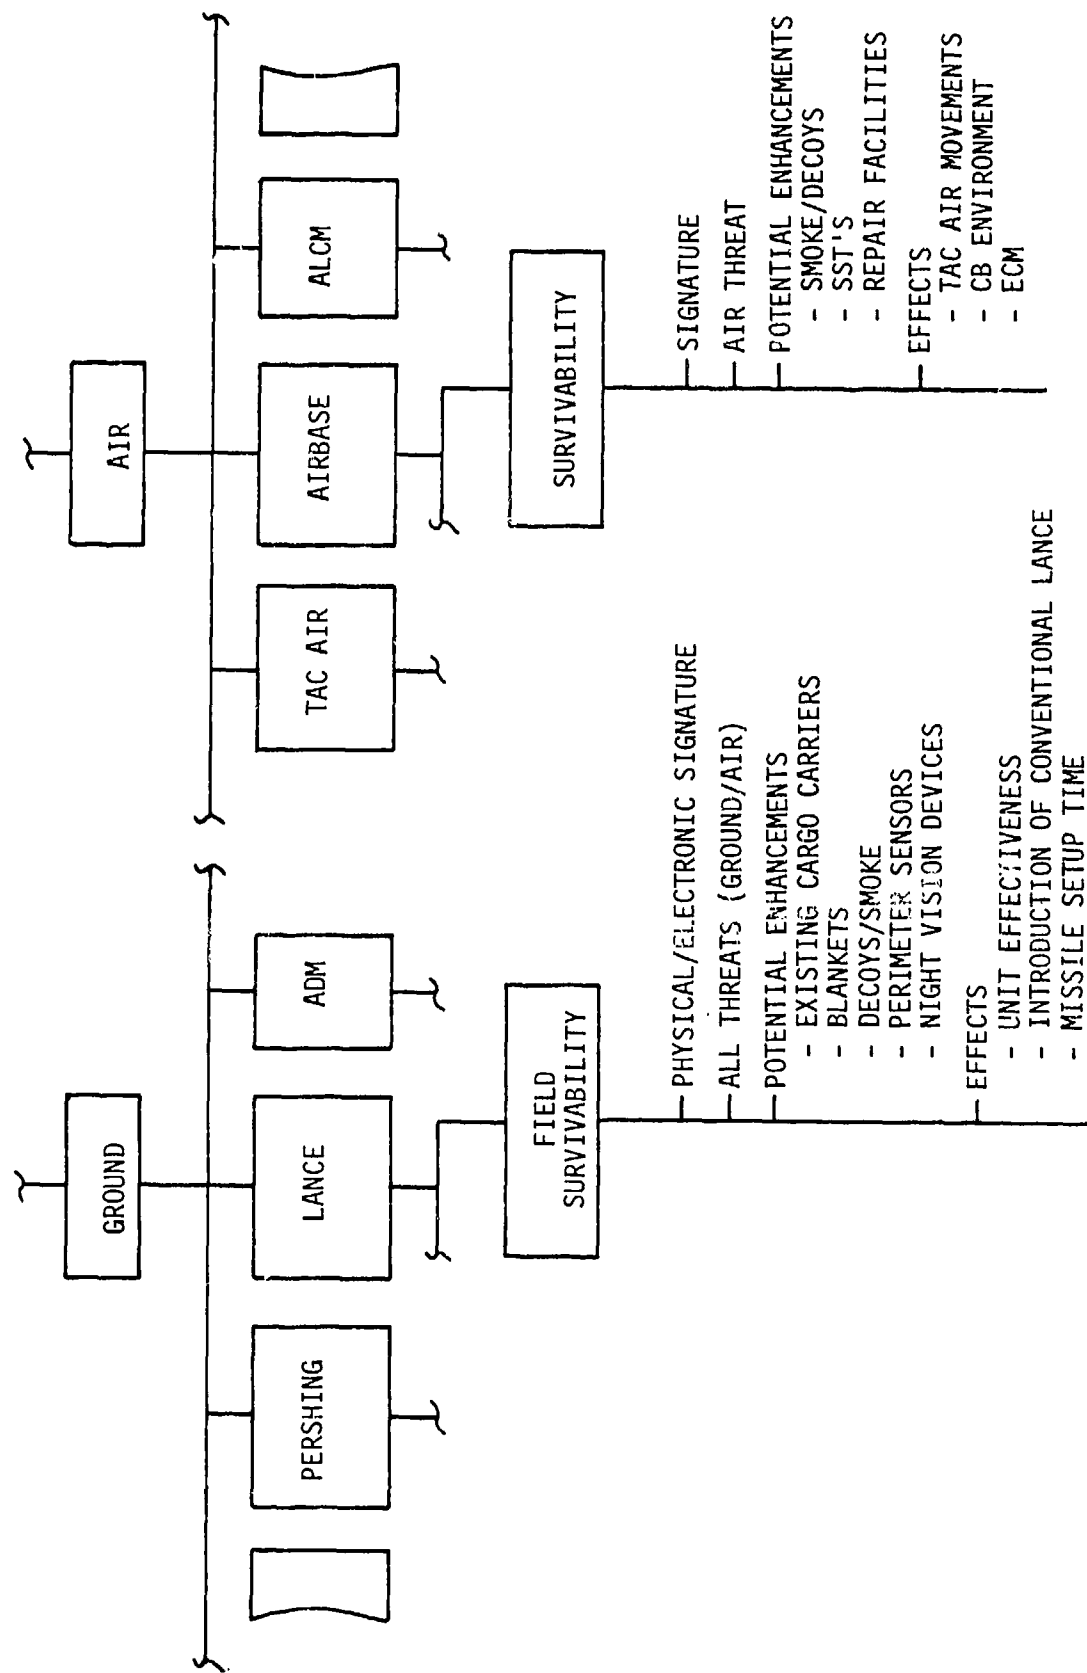 GROUND
PERSHING
LANCE
ADM
FIELD
SURVIVABILITY
PHYSICAL/ELECTRONIC SIGNATURE
ALL THREATS (GROUND/AIR)
POTENTIAL ENHANCEMENTS
- EXISTING CARGO CARRIERS
- BLANKETS
- DECOYS/SMOKE
- PERIMETER SENSORS
- NIGHT VISION DEVICES
EFFECTS
- UNIT EFFECTIVENESS
- INTRODUCTION OF CONVENTIONAL LANCE
- MISSILE SETUP TIME
AIR
TAC AIR
AIRBASE
ALCM
SURVIVABILITY
SIGNATURE
AIR THREAT
POTENTIAL ENHANCEMENTS
- SMOKE/DECOYS
- SST'S
- REPAIR FACILITIES
EFFECTS
- TAC AIR MOVEMENTS
- CB ENVIRONMENT
- ECM